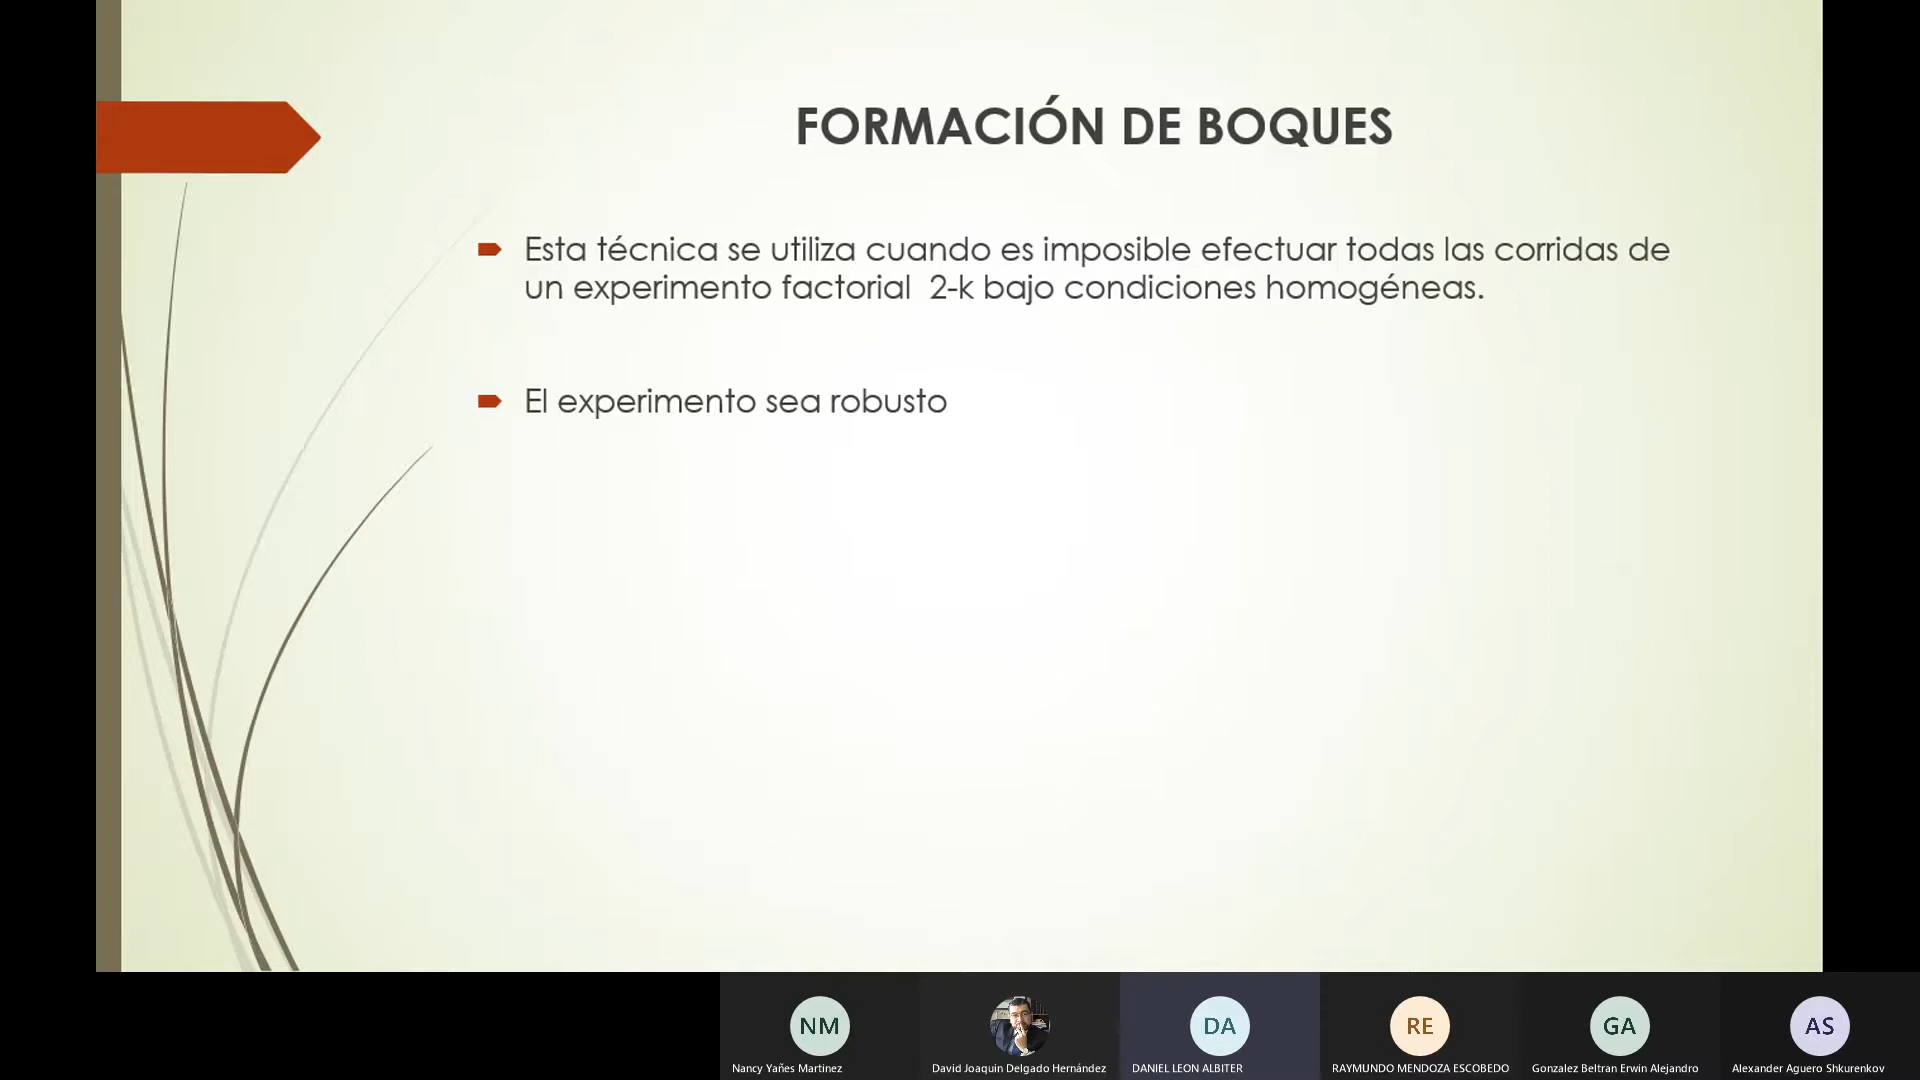 FORMACIÓN DE BOQUES
Esta técnica se utiliza cuando es imposible efectuar todas las corridas de
un experimento factorial  2-k bajo condiciones homogéneas.
El experimento sea robusto
NM
DA
RE
GA
AS
Nancy Yañes Martinez
David Joaquin Delgado Hernández
DANIEL LEON ALBITER
RAYMUNDO MENDOZA ESCOBEDO
Gonzalez Beltran Erwin Alejandro
Alexander Aguero Shkurenkov